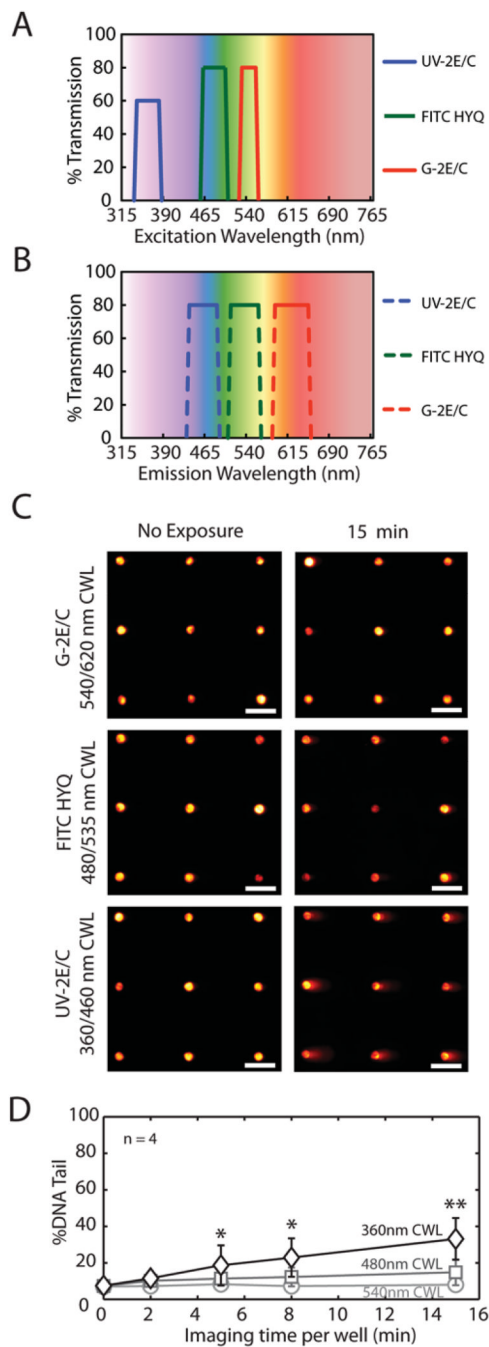 A
% Transmission
100
80
60
40
20
0
315 390 465 540 615 690 765
Excitation Wavelength (nm)
UV-2E/C
FITC HYQ
G-2E/C
B
% Transmission
100
80
60
40
20
0
315 390 465 540 615 690 765
Emission Wavelength (nm)
UV-2E/C
FITC HYQ
G-2E/C
C
No Exposure 15 min
G-2E/C
540/620 nm CWL
FITC HYQ
480/535 nm CWL
UV-2E/C
360/460 nm CWL
D
%DNA Tail
100
80
60
40
20
0
n = 4
* * **
360nm CWL
480nm CWL
540nm CWL
0 2 4 6 8 10 12 14 16
Imaging time per well (min)